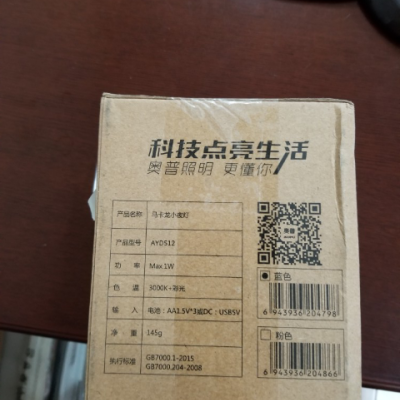 科技点亮生活
奥普照明 更懂你
产品名称 马卡龙小夜灯
产品型号 AYD512
功 率 Max.1W
色 温 3000K+彩光
输 入 电池:AA1.5V*3或DC:USB5V
净 重 145g
执行标准 GB7000.1-2015
GB7000.204-2008
蓝色
6 943936 204798
粉色
6 943936 204866